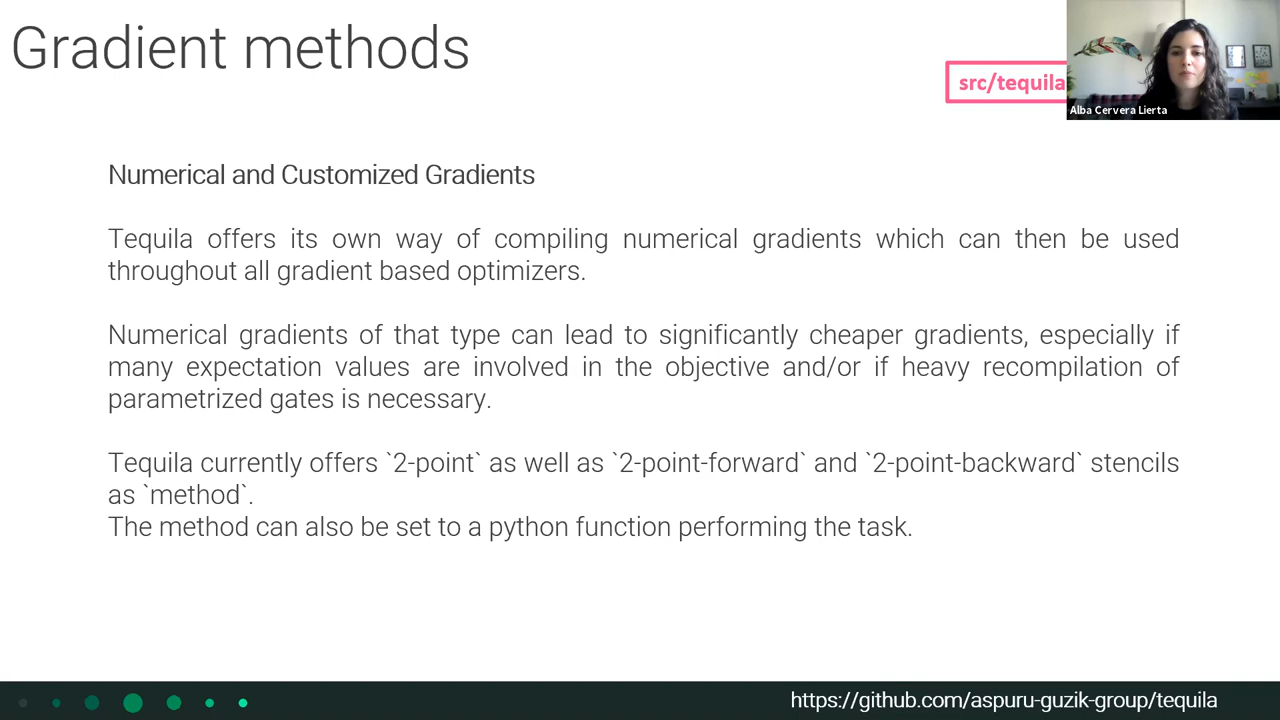 Gradient methods
src/tequila
Alba Cervera Lierta
Numerical and Customized Gradients
Tequila offers its own way of compiling numerical gradients which can then be used
throughout all gradient based optimizers.
Numerical gradients of that type can lead to significantly cheaper gradients, especially if
many expectation values are involved in the objective and/or if heavy recompilation of
parametrized gates is necessary.
Tequila currently offers `2-point` as well as `2-point-forward` and `2-point-backward` stencils
as `method`.
The method can also be set to a python function performing the task.
https://github.com/aspuru-guzik-group/tequila